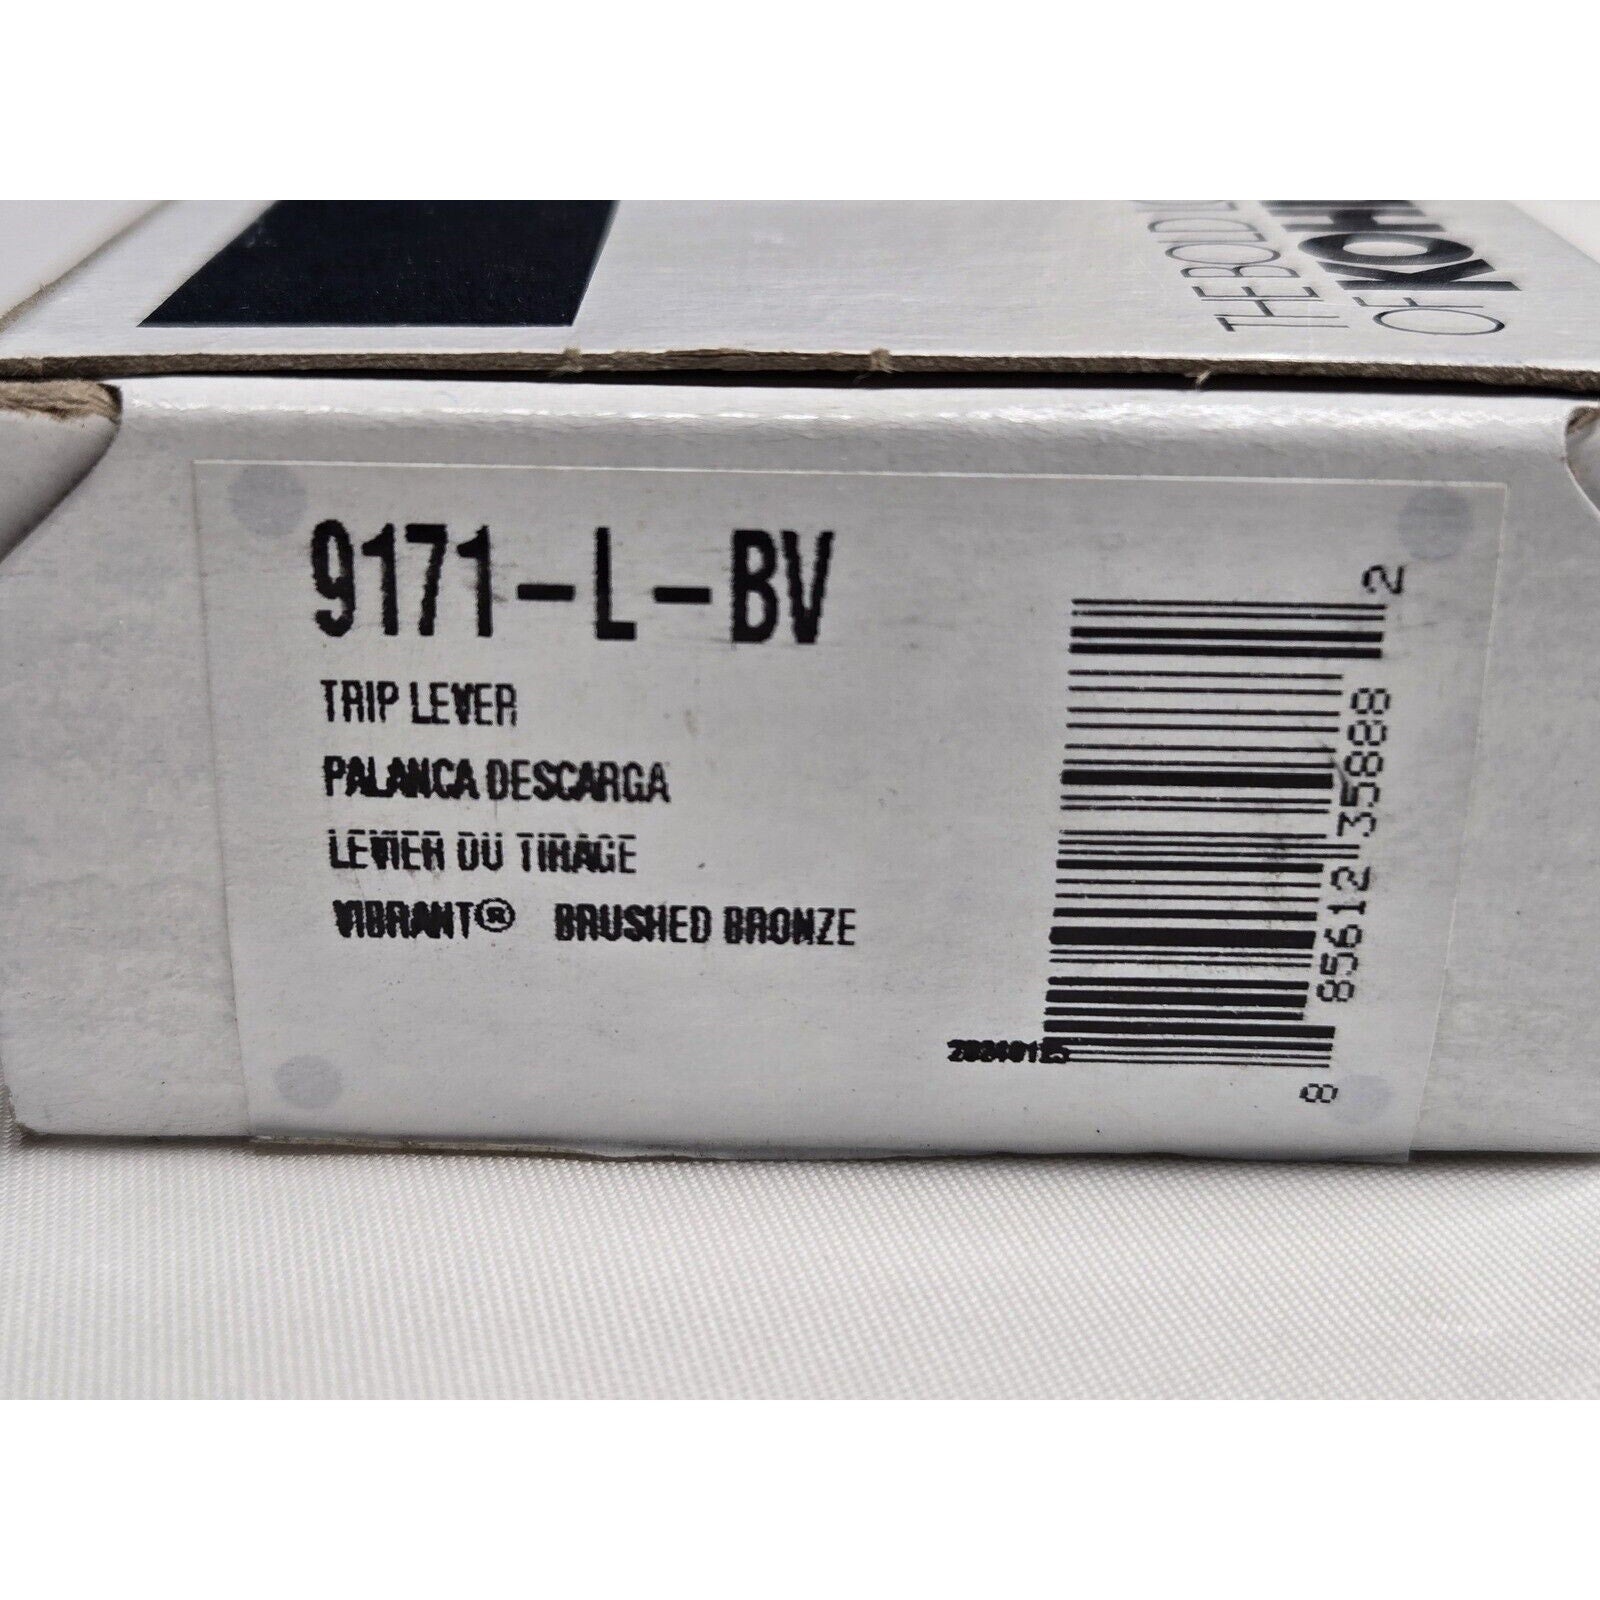 THE BOLD
OF KOH
9171-L-BV
TRIP LEVER
PALANCA DESCARGA
LEVIER DU TIRAGE
VIBRANT® BRUSHED BRONZE
8 85612 35888 2